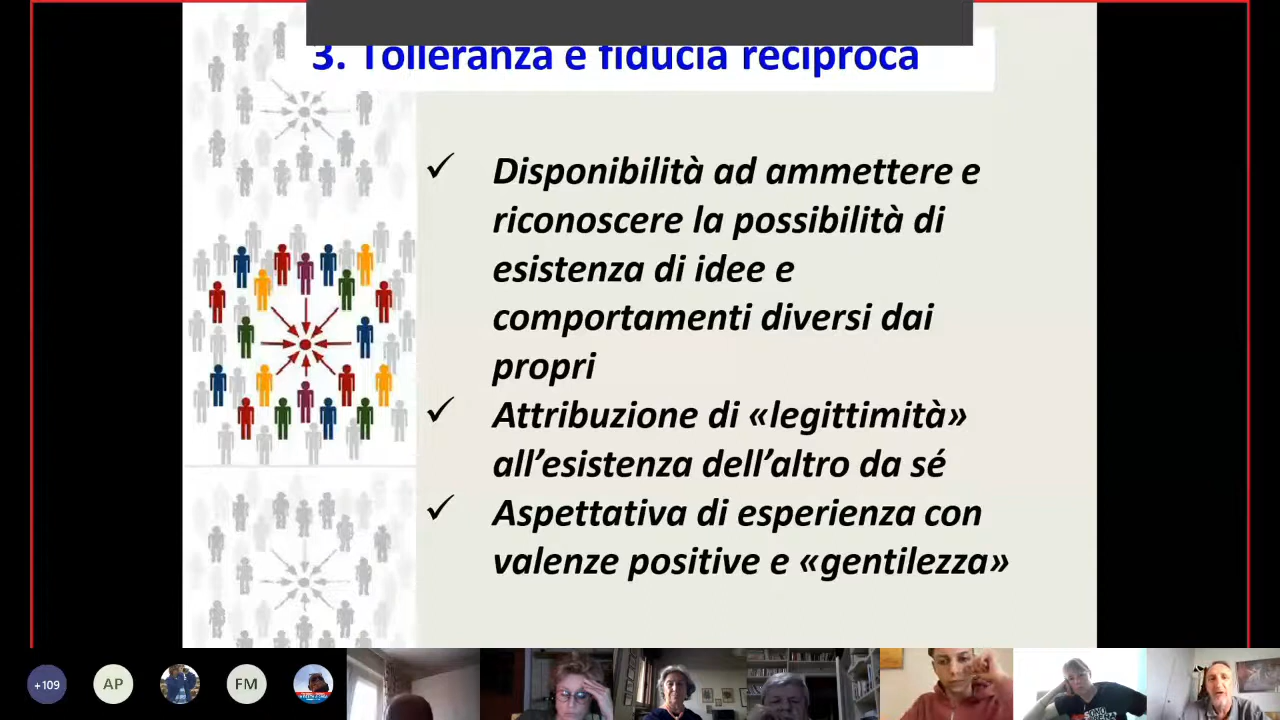 3. Tolleranza e fiducia reciproca
✓ Disponibilità ad ammettere e
riconoscere la possibilità di
esistenza di idee e
comportamenti diversi dai
propri
✓ Attribuzione di «legittimità»
all'esistenza dell'altro da sé
✓ Aspettativa di esperienza con
valenze positive e «gentilezza»
+109
AP
FM